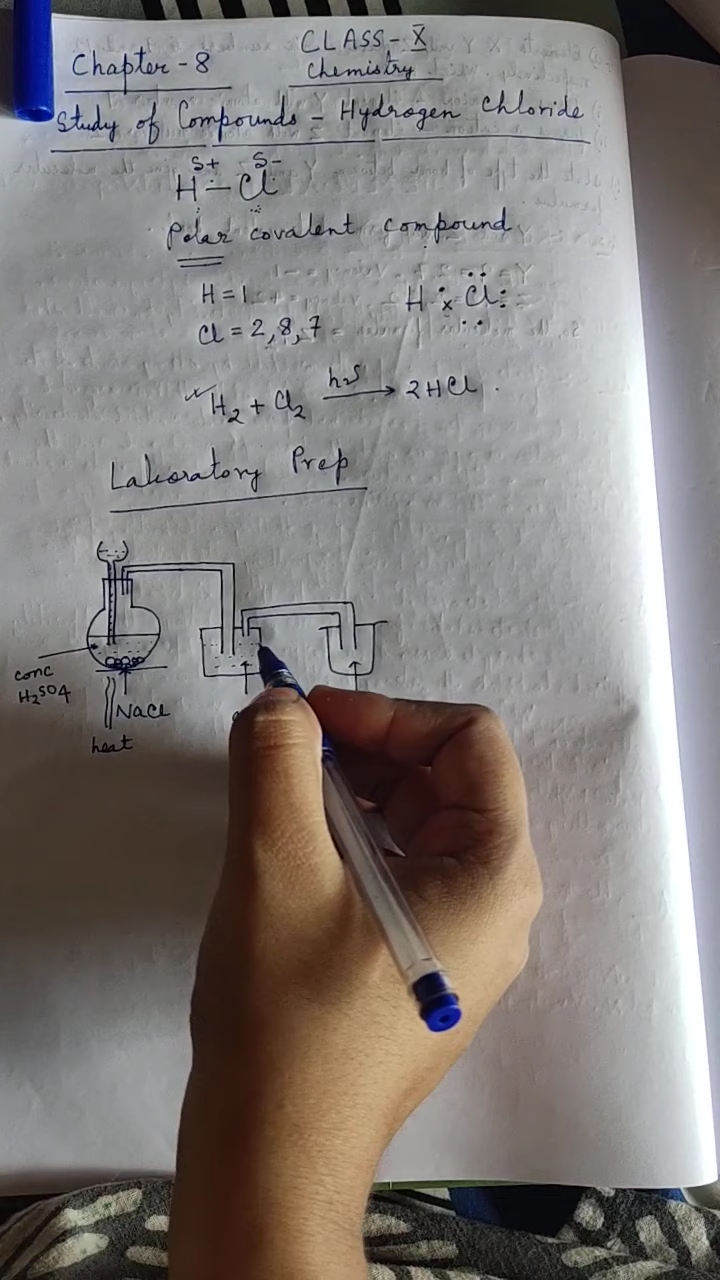 CLASS - X
Chapter - 8
Chemistry
Study of Compounds - Hydrogen Chloride
δ+ δ-
H - Cl
Polar covalent compound
H = 1
Cl = 2, 8, 7
H × Cl
H₂ + Cl₂ hν → 2HCl .
Laboratory Prep
conc
H₂SO₄
NaCl
heat